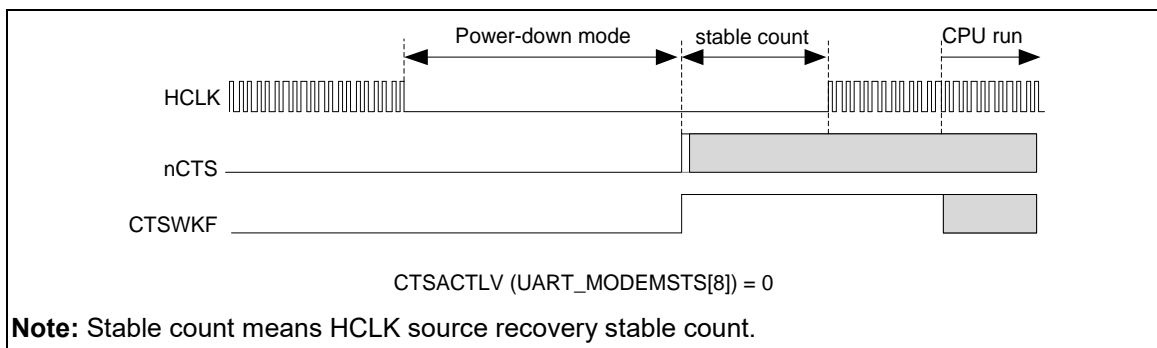 Power-down mode stable count CPU run
HCLK
nCTS
CTSWKF
CTSACTLV (UART_MODEMSTS[8]) = 0
Note: Stable count means HCLK source recovery stable count.